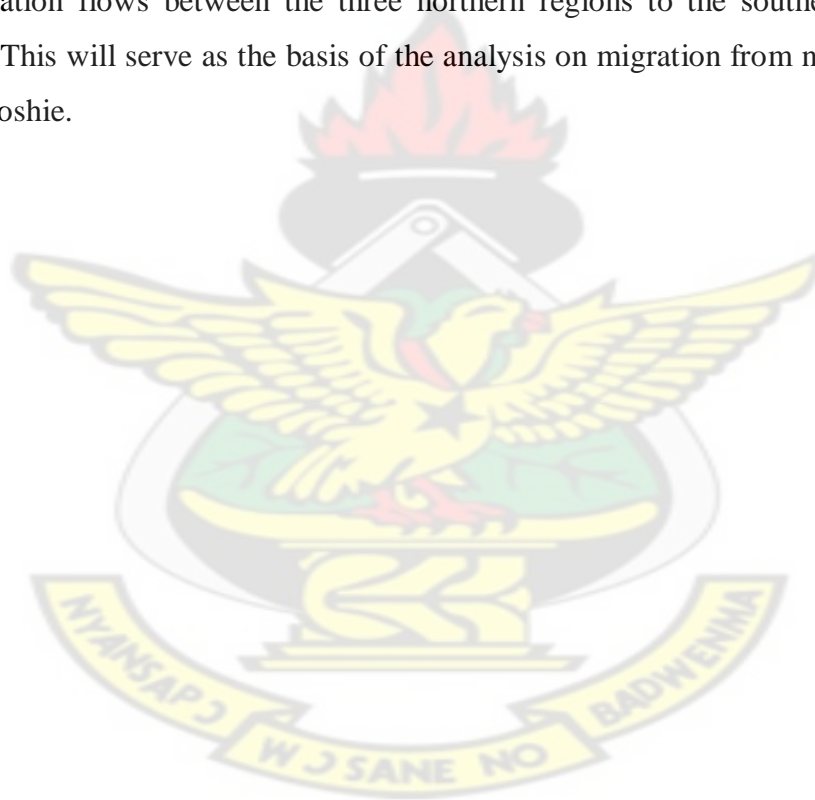 ation flows between the three northern regions to the southe
This will serve as the basis of the analysis on migration from n
oshie.
NYANSAPƆ
WƆSANE NO
BADWENMA